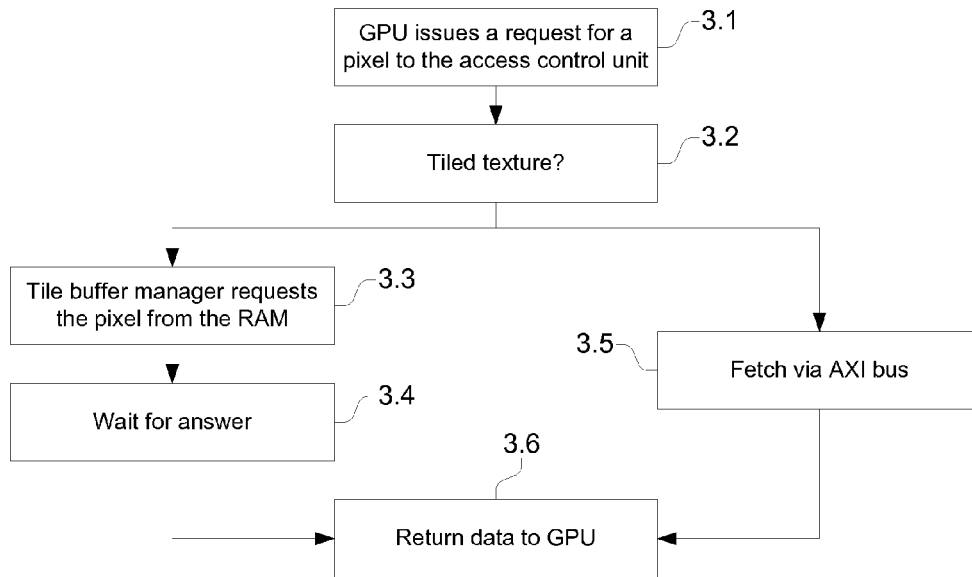 GPU issues a request for a
pixel to the access control unit
3.1
Tiled texture?
3.2
Tile buffer manager requests
the pixel from the RAM
3.3
3.5
Fetch via AXI bus
Wait for answer
3.4
3.6
Return data to GPU